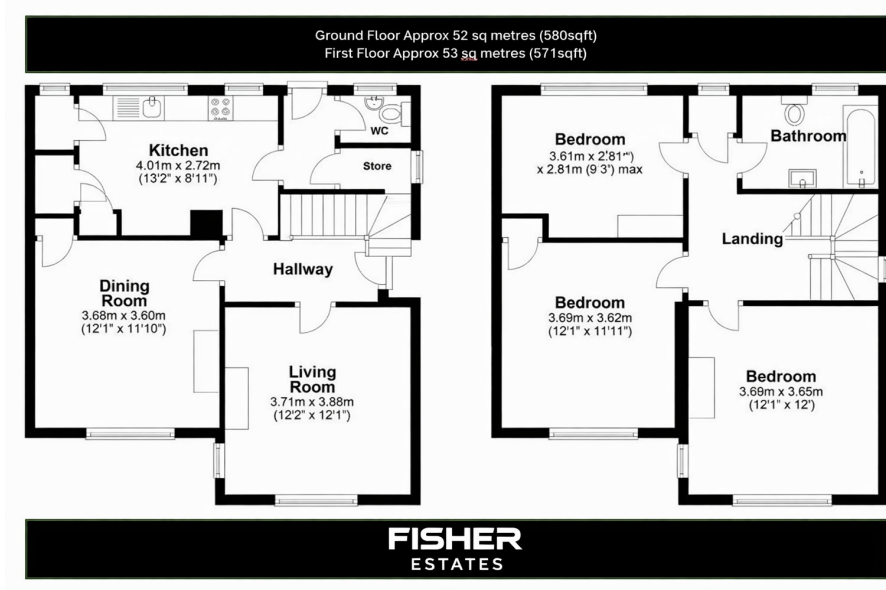 Ground Floor Approx 52 sq metres (580sqft)
First Floor Approx 53 sq metres (571sqft)
Kitchen
4.01m x 2.72m
(13'2" x 8'11")
WC
Store
Hallway
Dining
Room
3.68m x 3.60m
(12'1" x 11'10")
Living
Room
3.71m x 3.88m
(12'2" x 12'1")
Bedroom
3.61m x 2'81")
x 2.81m (9'3') max
Bathroom
Landing
Bedroom
3.69m x 3.62m
(12'1" x 11'11")
Bedroom
3.69m x 3.65m
(12'1" x 12')
FISHER
ESTATES